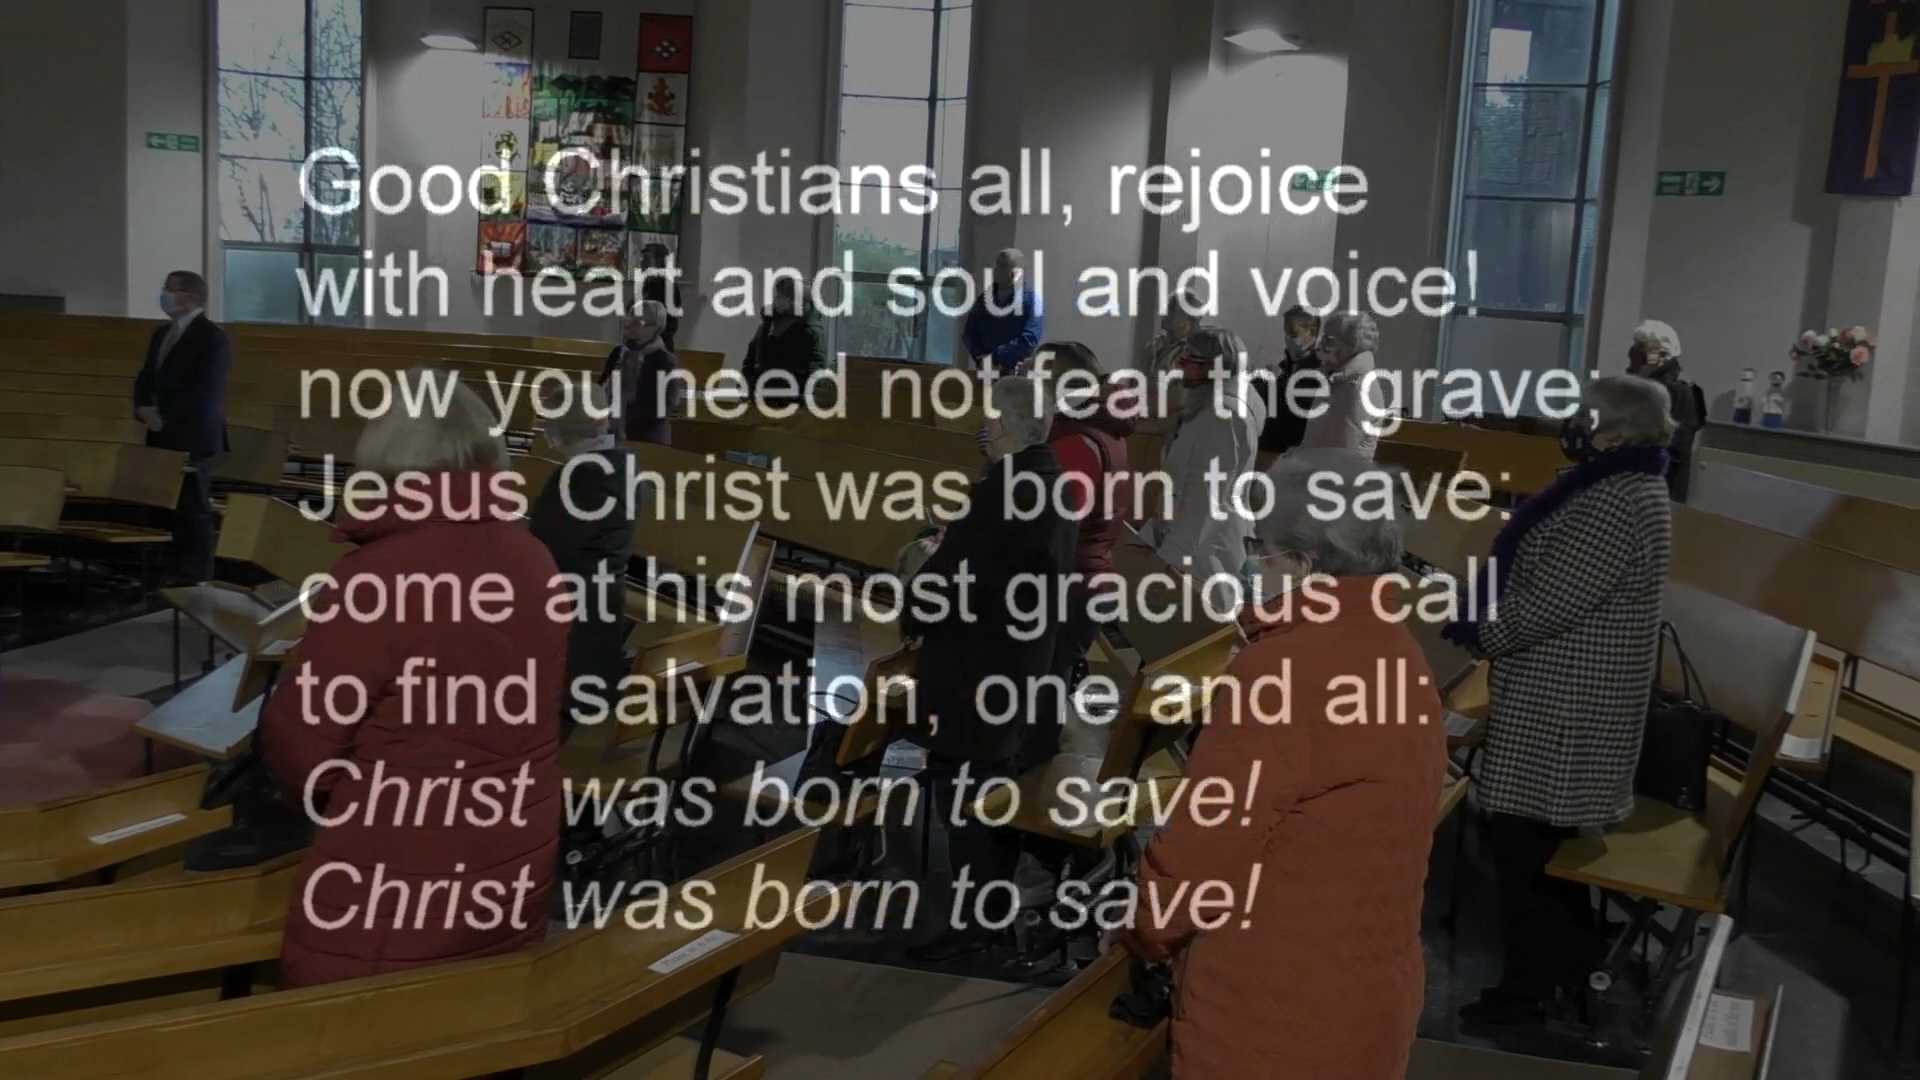 Good Christians all, rejoice
with heart and soul and voice!
now you need not fear the grave;
Jesus Christ was born to save:
come at his most gracious call
to find salvation, one and all:
Christ was born to save!
Christ was born to save!